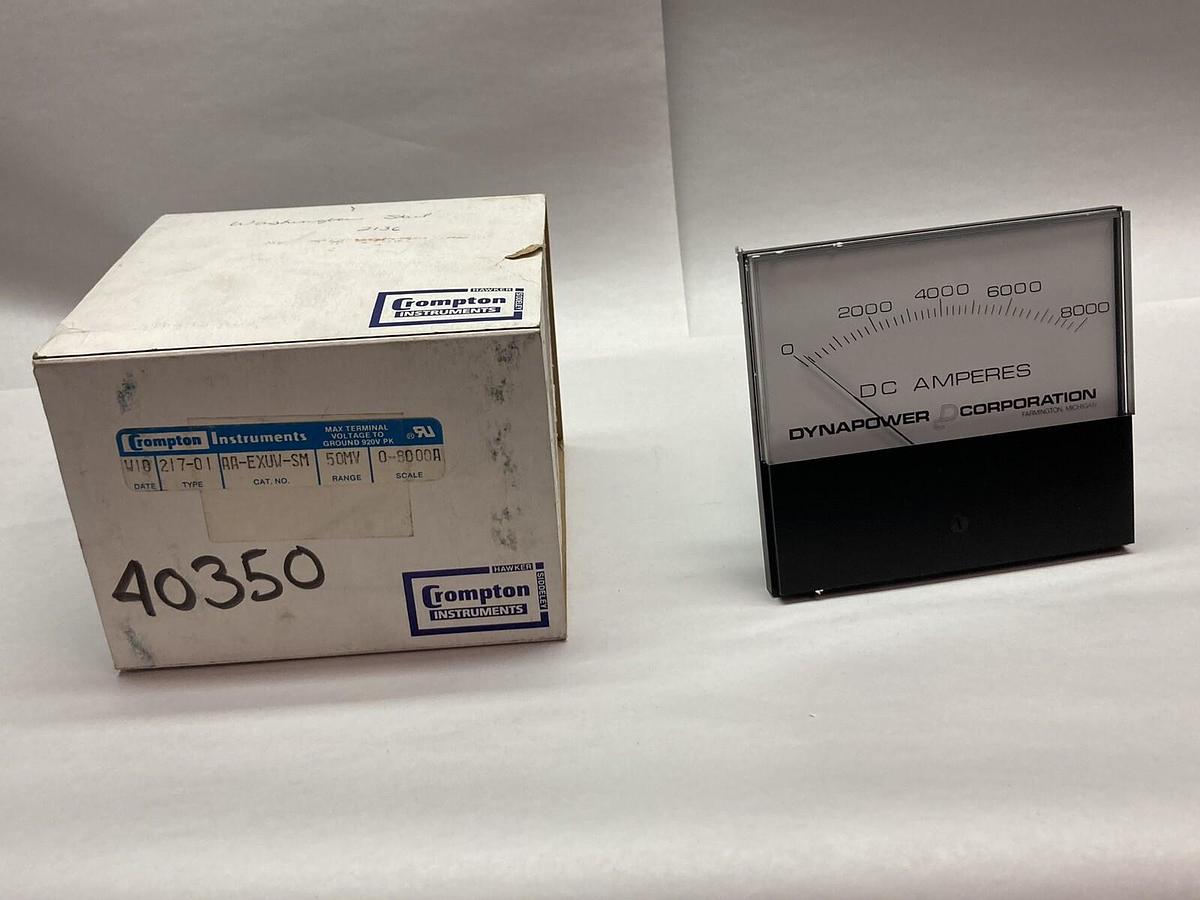 Washington
2136
HAWKER
SIDDELEY
Crompton
INSTRUMENTS
Crompton Instruments
MAX TERMINAL
VOLTAGE TO
GROUND 920V PK
W10 217-01 AA-EXUW-SM 50MV 0-8000A
DATE TYPE CAT. NO. RANGE SCALE
40350
HAWKER
SIDDELEY
Crompton
INSTRUMENTS
0 2000 4000 6000 8000
DC AMPERES
DYNAPOWER CORPORATION
FARMINGTON, MICHIGAN